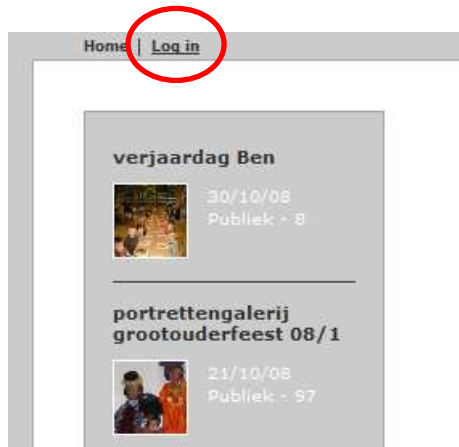 Home | Log in
verjaardag Ben
30/10/08
Publiek - 8
portrettengalerij
grootouderfeest 08/1
21/10/08
Publiek - 97